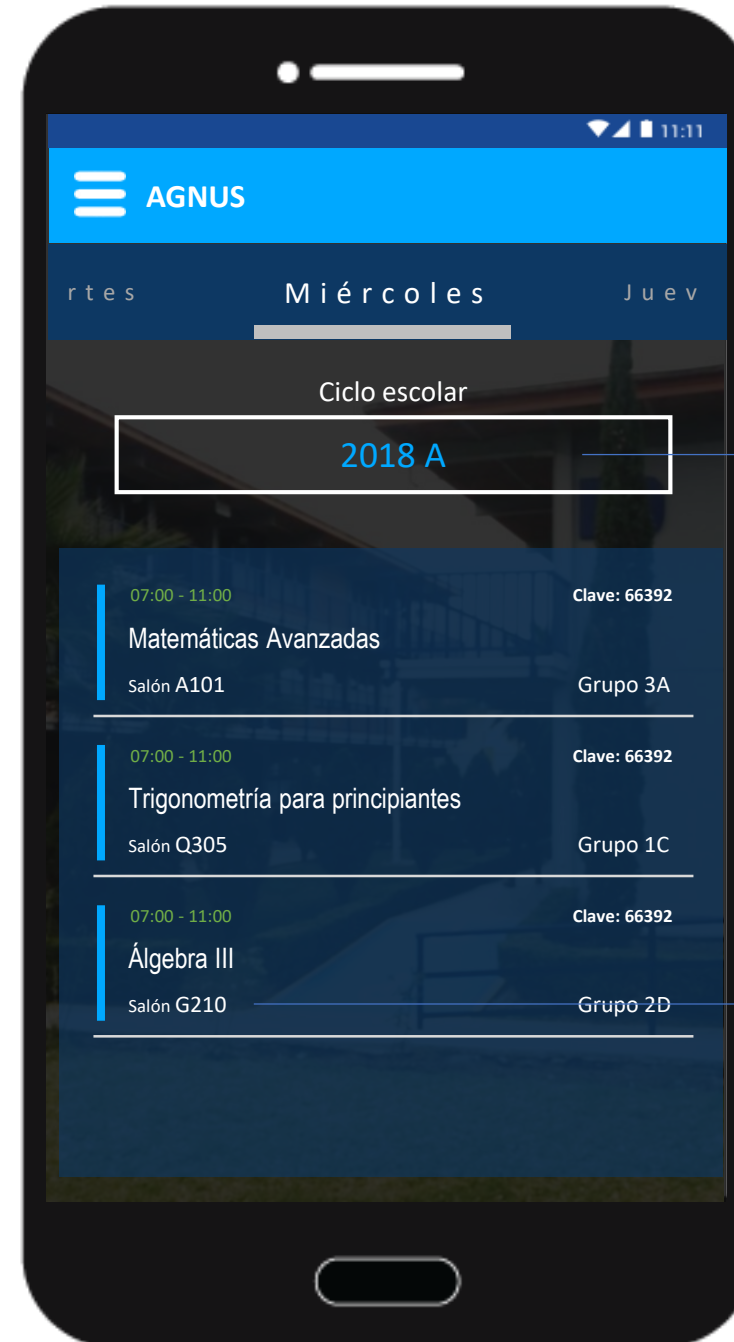 11:11
AGNUS
rtes Miércoles Juev
Ciclo escolar
2018 A
07:00 - 11:00 Clave: 66392
Matemáticas Avanzadas
Salón A101 Grupo 3A
07:00 - 11:00 Clave: 66392
Trigonometría para principiantes
Salón Q305 Grupo 1C
07:00 - 11:00 Clave: 66392
Álgebra III
Salón G210 Grupo 2D